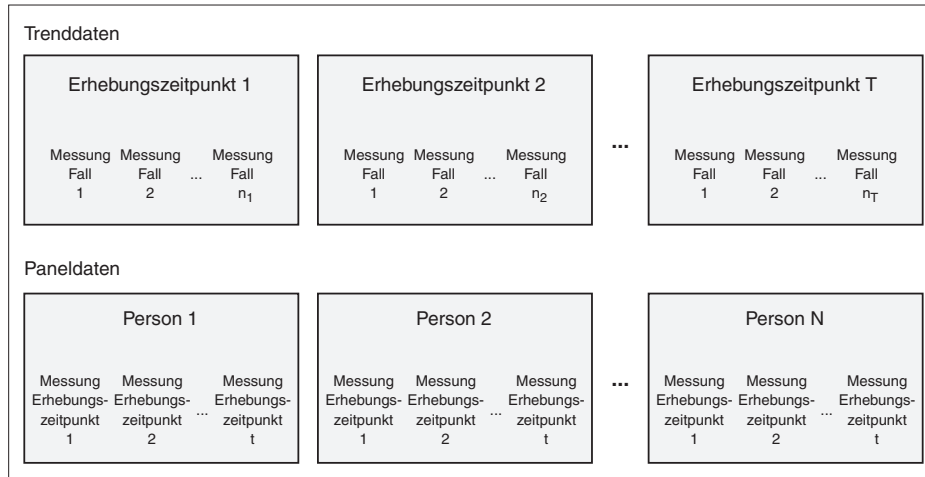 Trenddaten
Erhebungszeitpunkt 1
Messung Messung Messung
Fall Fall ... Fall
1 2 n1
Erhebungszeitpunkt 2
Messung Messung Messung
Fall Fall ... Fall
1 2 n2
...
Erhebungszeitpunkt T
Messung Messung Messung
Fall Fall ... Fall
1 2 nT
Paneldaten
Person 1
Messung Messung Messung
Erhebungs- Erhebungs- Erhebungs-
zeitpunkt zeitpunkt ... zeitpunkt
1 2 t
Person 2
Messung Messung Messung
Erhebungs- Erhebungs- Erhebungs-
zeitpunkt zeitpunkt ... zeitpunkt
1 2 t
...
Person N
Messung Messung Messung
Erhebungs- Erhebungs- Erhebungs-
zeitpunkt zeitpunkt ... zeitpunkt
1 2 t